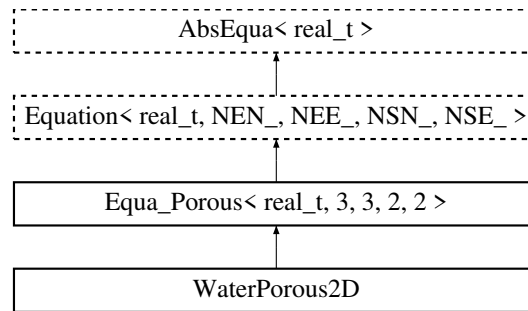 AbsEqua< real_t >
Equation< real_t, NEN_, NEE_, NSN_, NSE_ >
Equa_Porous< real_t, 3, 3, 2, 2 >
WaterPorous2D